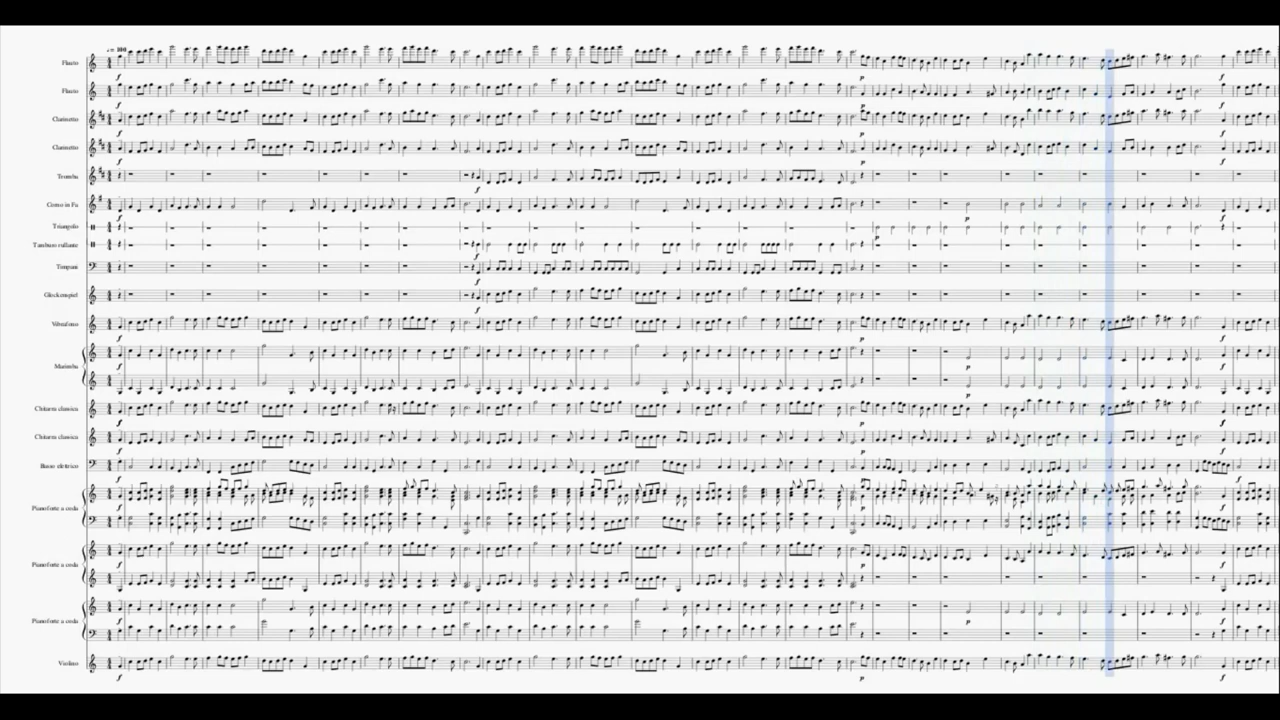 Flauto
Flauto
Clarinetto
Clarinetto
Tromba
Corno in Fa
Triangolo
Tamburo rullante
Timpani
Glockenspiel
Vibrafono
Marimba
Chitarra classica
Chitarra classica
Basso elettrico
Pianoforte a coda
Pianoforte a coda
Pianoforte a coda
Violino